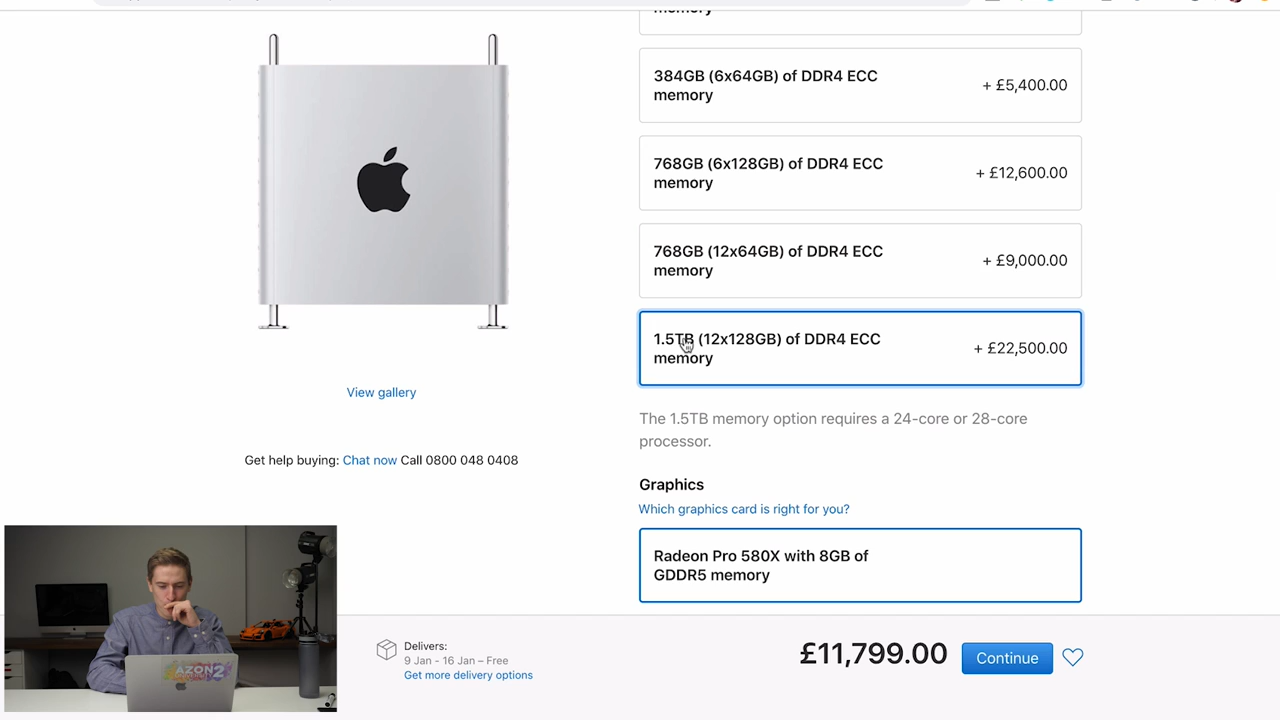 384GB (6x64GB) of DDR4 ECC
memory
+ £5,400.00
768GB (6x128GB) of DDR4 ECC
memory
+ £12,600.00
768GB (12x64GB) of DDR4 ECC
memory
+ £9,000.00
1.5TB (12x128GB) of DDR4 ECC
memory
+ £22,500.00
The 1.5TB memory option requires a 24-core or 28-core
processor.
View gallery
Get help buying: Chat now Call 0800 048 0408
Graphics
Which graphics card is right for you?
Radeon Pro 580X with 8GB of
GDDR5 memory
AZON2
Delivers:
9 Jan - 16 Jan – Free
Get more delivery options
£11,799.00
Continue